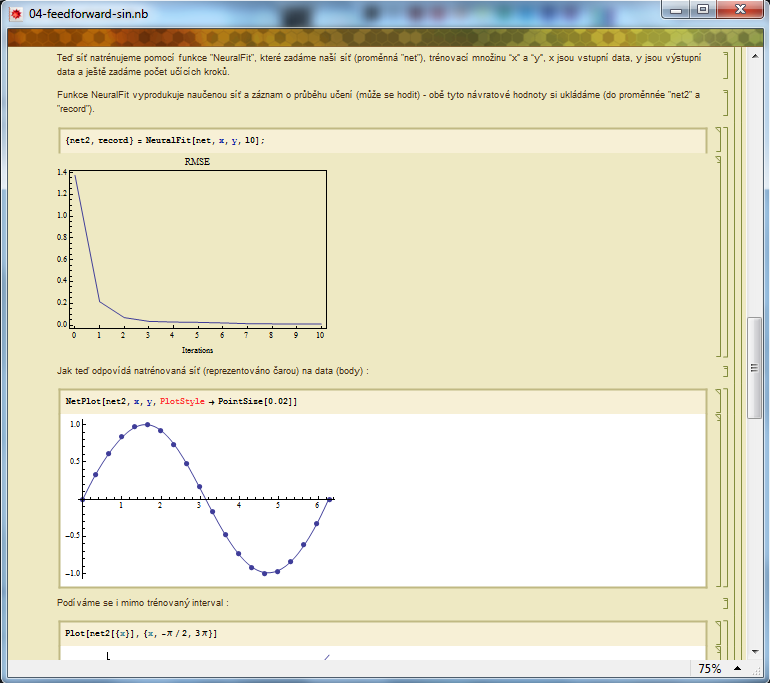 04-feedforward-sin.nb
Teď síť natrénujeme pomocí funkce "NeuralFit", které zadáme naší síť (proměnná "net"), trénovací množinu "x" a "y", x jsou vstupní data, y jsou výstupní
data a ještě zadáme počet učících kroků.
Funkce NeuralFit vyprodukuje naučenou síť a záznam o průběhu učení (může se hodit) - obě tyto návratové hodnoty si ukládáme (do proměnnée "net2" a
"record").
{net2, record} = NeuralFit[net, x, y, 10];
RMSE
1.4
1.2
1.0
0.8
0.6
0.4
0.2
0.0
0 1 2 3 4 5 6 7 8 9 10
Iterations
Jak teď odpovídá natrénovaná síť (reprezentováno čarou) na data (body) :
NetPlot[net2, x, y, PlotStyle → PointSize[0.02]]
1.0
0.5
1 2 3 4 5 6
-0.5
-1.0
Podíváme se i mimo trénovaný interval :
Plot[net2[{x}], {x, -π / 2, 3 π}]
75%